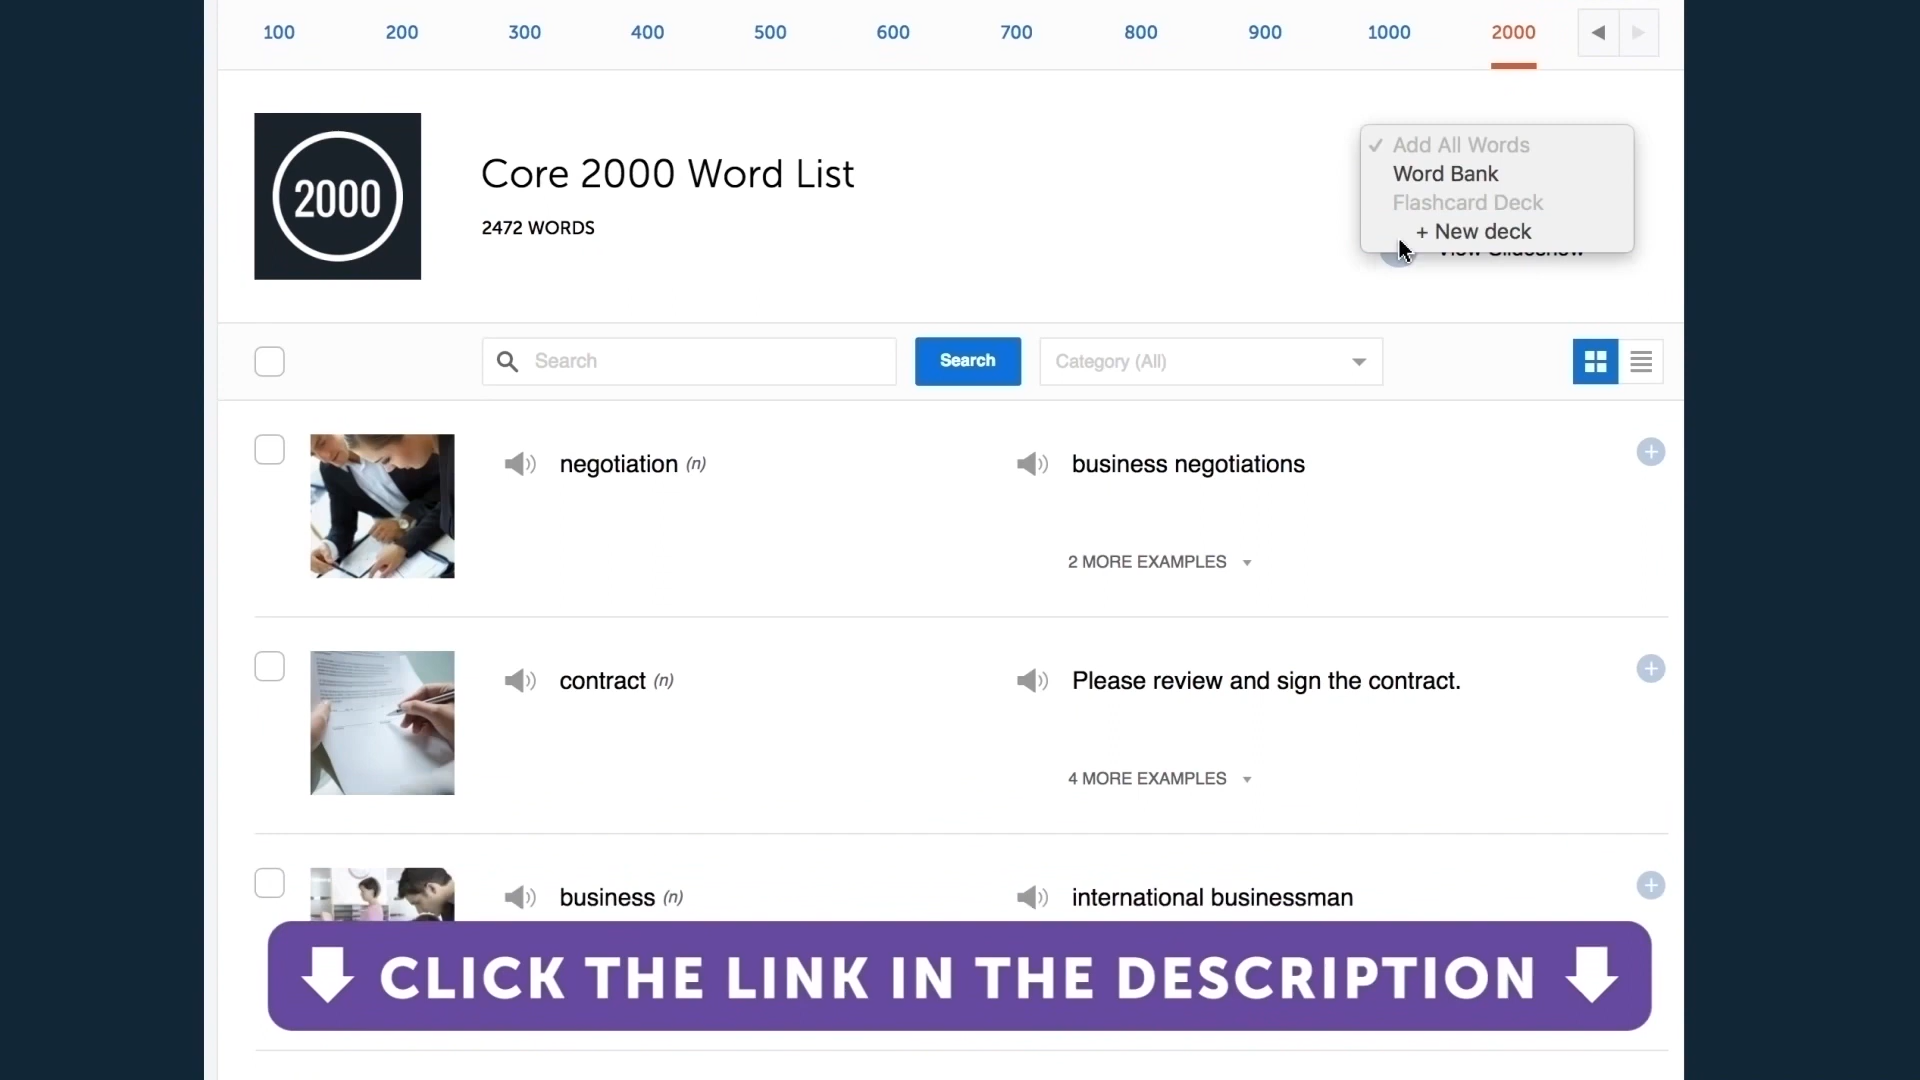 100 200 300 400 500 600 700 800 900 1000 2000
2000
Core 2000 Word List
2472 WORDS
✓ Add All Words
Word Bank
Flashcard Deck
+ New deck
View Slideshow
Search
Search
Category (All)
negotiation (n)
business negotiations
2 MORE EXAMPLES
contract (n)
Please review and sign the contract.
4 MORE EXAMPLES
business (n)
international businessman
CLICK THE LINK IN THE DESCRIPTION